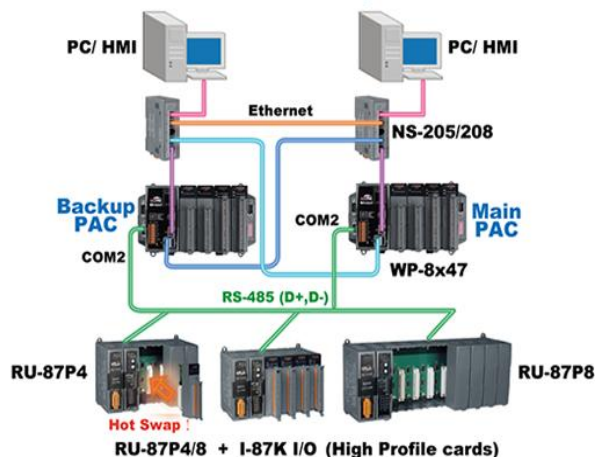 PC/ HMI
PC/ HMI
Ethernet
NS-205/208
Backup
PAC
COM2
Main
PAC
COM2
WP-8x47
RS-485 (D+,D-)
RU-87P4
RU-87P8
Hot Swap !
RU-87P4/8 + I-87K I/O (High Profile cards)